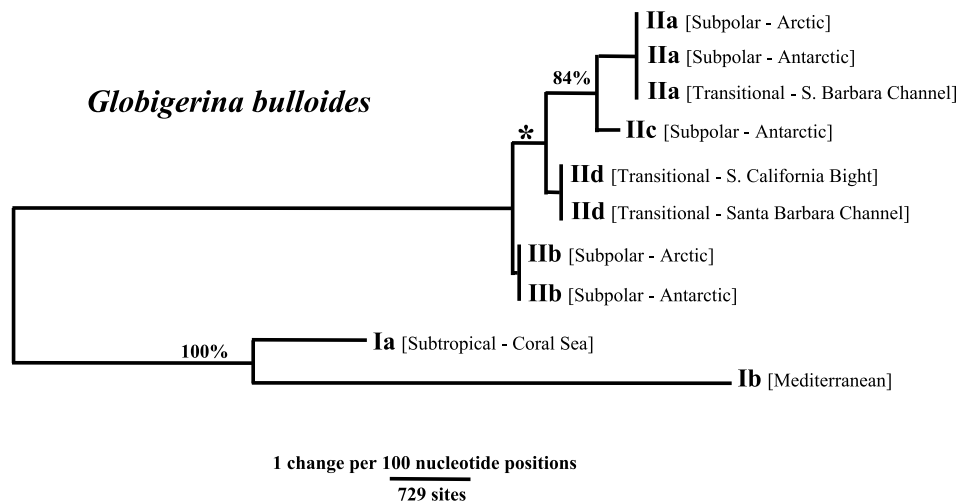 IIa [Subpolar - Arctic]
IIa [Subpolar - Antarctic]
84%
IIa [Transitional - S. Barbara Channel]
Globigerina bulloides
* IIc [Subpolar - Antarctic]
IId [Transitional - S. California Bight]
IId [Transitional - Santa Barbara Channel]
IIb [Subpolar - Arctic]
IIb [Subpolar - Antarctic]
Ia [Subtropical - Coral Sea]
100%
Ib [Mediterranean]
1 change per 100 nucleotide positions
729 sites